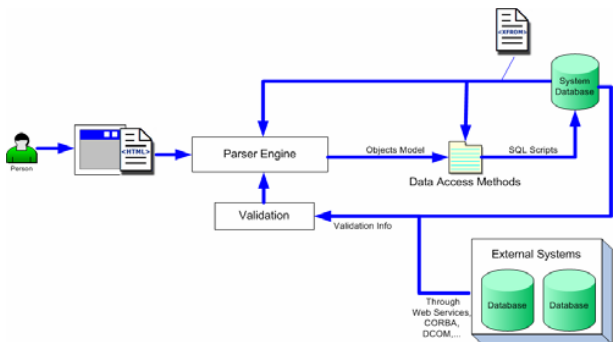 <XFROM>
System
Database
<HTML>
Person
Parser Engine
Objects Model
SQL Scripts
Data Access Methods
Validation
Validation Info
External Systems
Database
Database
Through
Web Services,
CORBA,
DCOM,...